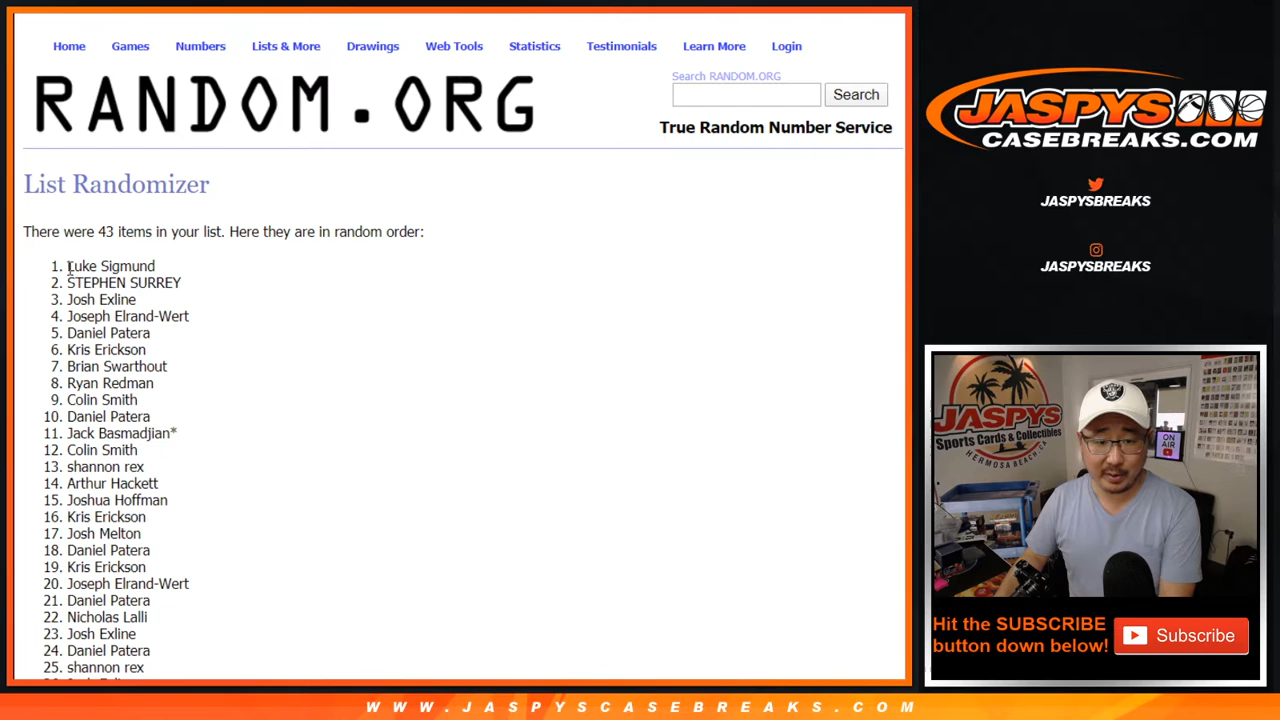 Home Games Numbers Lists & More Drawings Web Tools Statistics Testimonials Learn More Login
RANDOM.ORG
Search RANDOM.ORG
Search
True Random Number Service
List Randomizer
There were 43 items in your list. Here they are in random order:
1. Luke Sigmund
2. STEPHEN SURREY
3. Josh Exline
4. Joseph Elrand-Wert
5. Daniel Patera
6. Kris Erickson
7. Brian Swarthout
8. Ryan Redman
9. Colin Smith
10. Daniel Patera
11. Jack Basmadjian*
12. Colin Smith
13. shannon rex
14. Arthur Hackett
15. Joshua Hoffman
16. Kris Erickson
17. Josh Melton
18. Daniel Patera
19. Kris Erickson
20. Joseph Elrand-Wert
21. Daniel Patera
22. Nicholas Lalli
23. Josh Exline
24. Daniel Patera
25. shannon rex
JASPYS
CASEBREAKS.COM
JASPYSBREAKS
JASPYSBREAKS
JASPYS
Sports Cards & Collectibles
HERMOSA BEACH, CA
ON
AIR
Hit the SUBSCRIBE
button down below!
Subscribe
WWW.JASPYSCASEBREAKS.COM